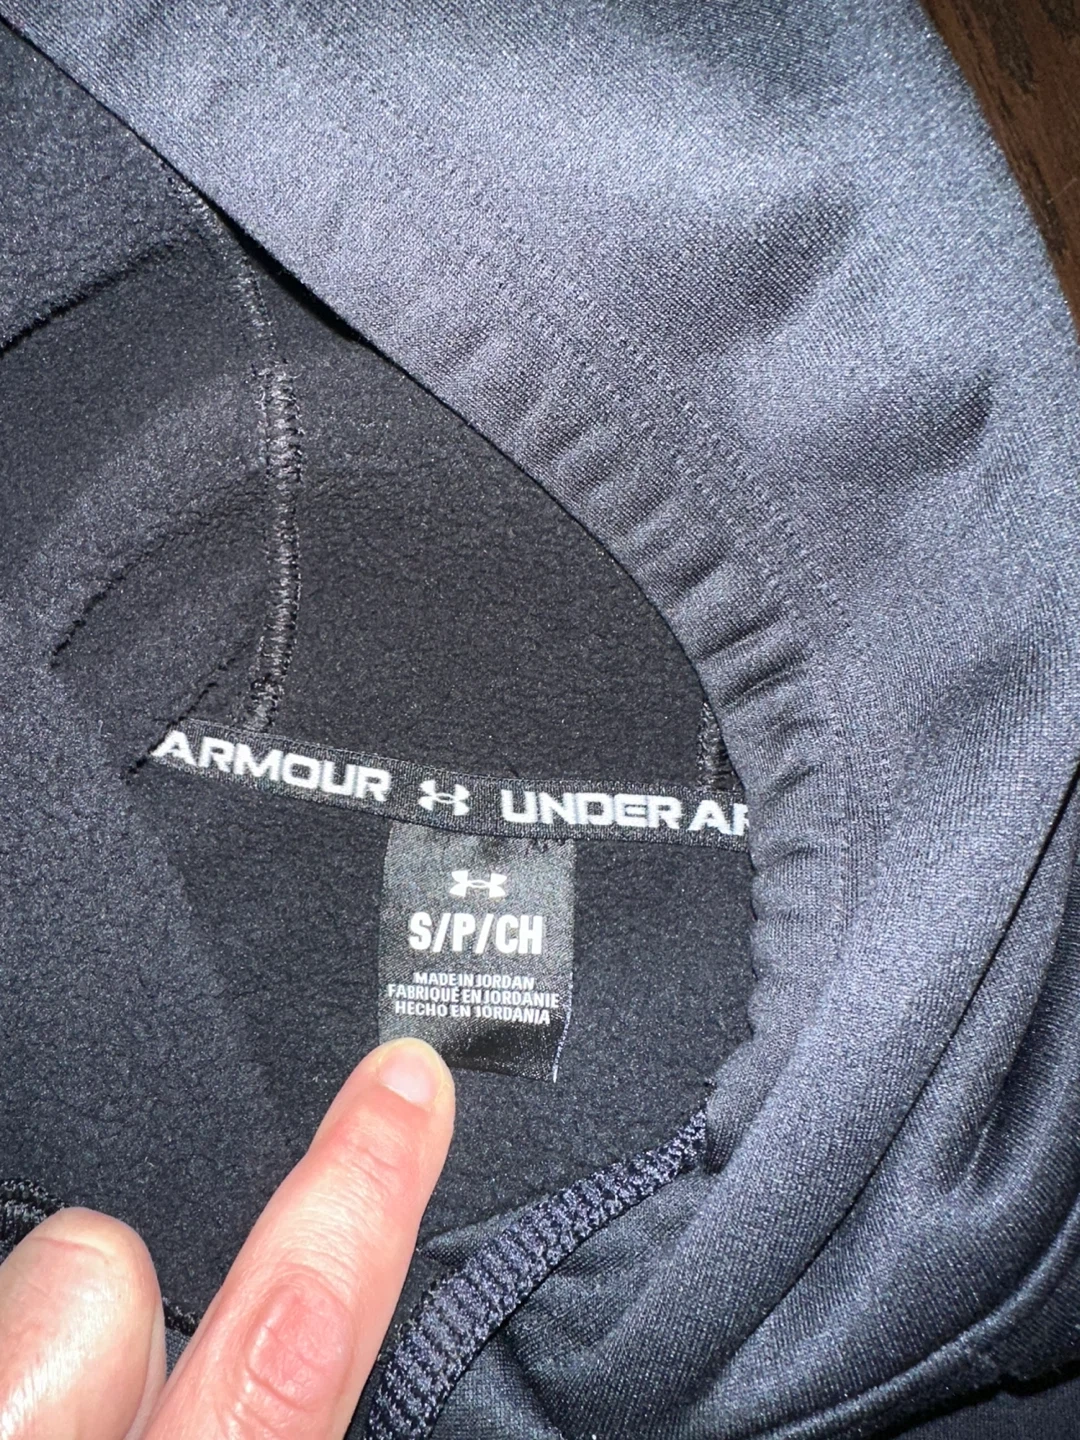 ARMOUR UNDER AR
S/P/CH
MADE IN JORDAN
FABRIQUÉ EN JORDANIE
HECHO EN JORDANIA